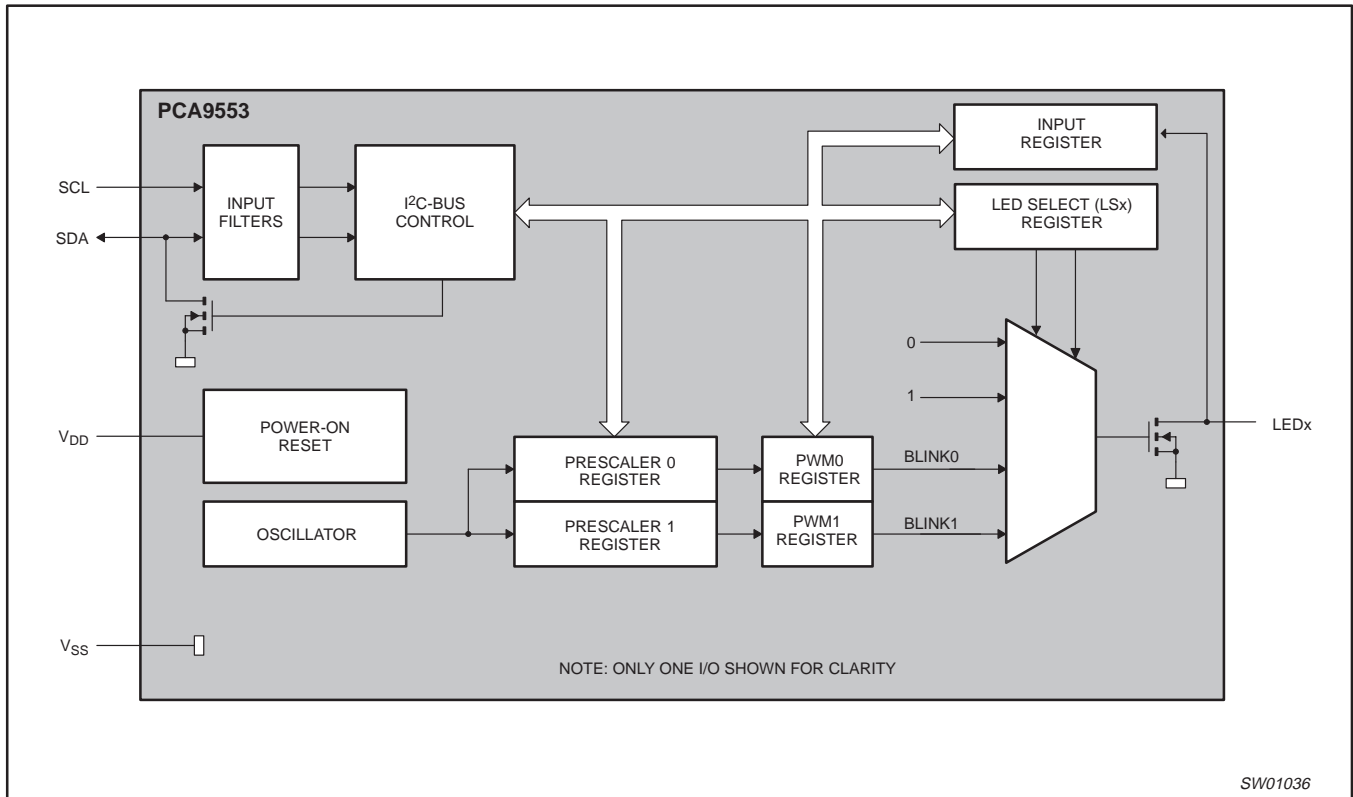 PCA9553
SCL
SDA
INPUT
FILTERS
I²C-BUS
CONTROL
INPUT
REGISTER
LED SELECT (LSx)
REGISTER
0
1
V_DD
POWER-ON
RESET
OSCILLATOR
PRESCALER 0
REGISTER
PRESCALER 1
REGISTER
PWM0
REGISTER
PWM1
REGISTER
BLINK0
BLINK1
LEDx
V_SS
NOTE: ONLY ONE I/O SHOWN FOR CLARITY
SW01036